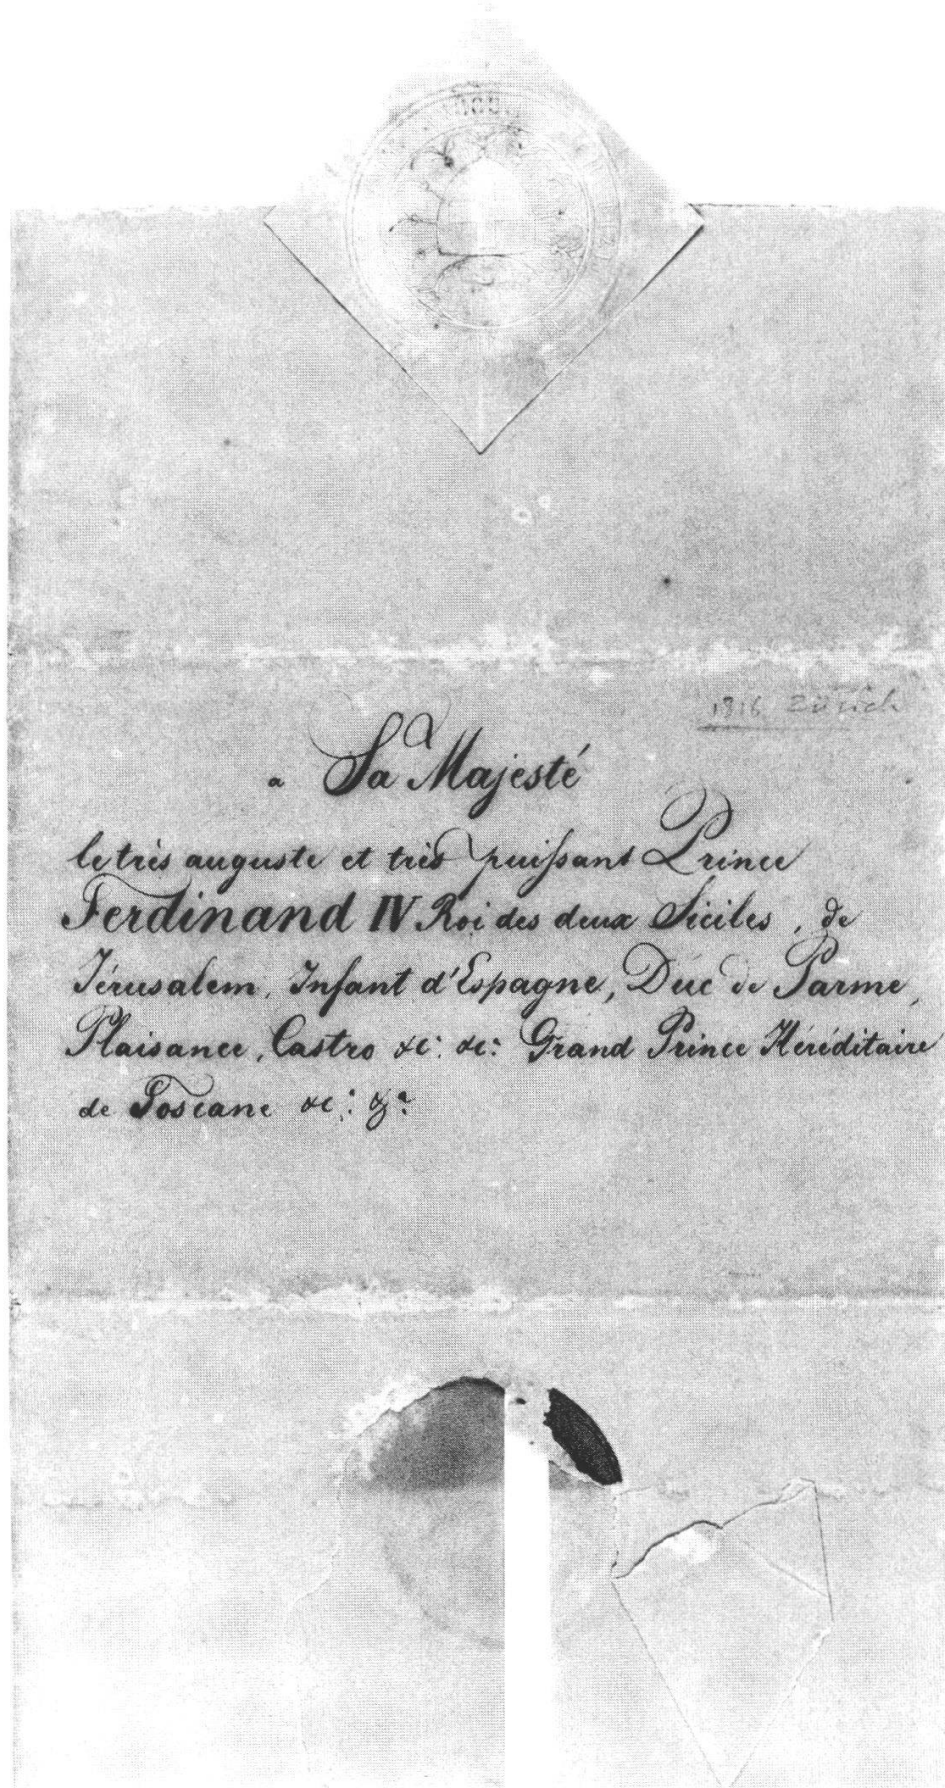 1816 Zürich
a Sa Majesté
le très auguste et très puissant Prince
Ferdinand IV Roi des deux Siciles, de
Jérusalem, Infant d'Espagne, Duc de Parme,
Plaisance, Castro &c: &c: Grand Prince Héréditaire
de Toscane &c: &a